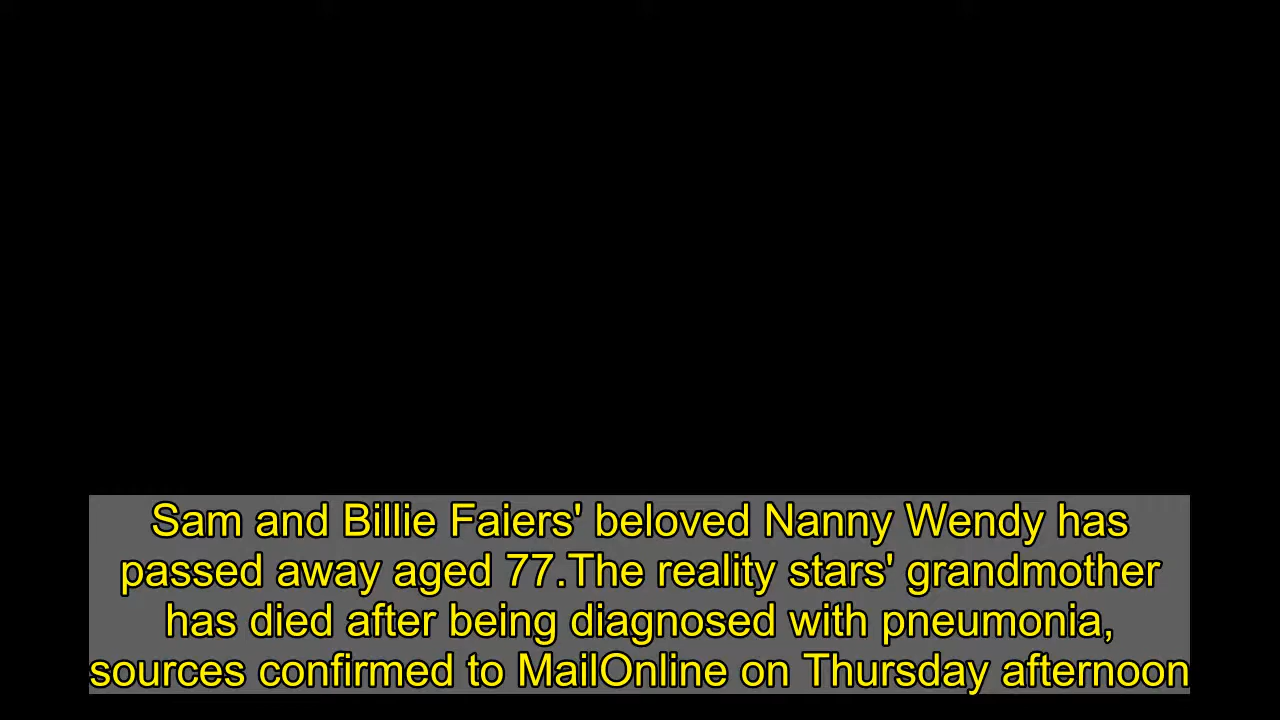 Sam and Billie Faiers' beloved Nanny Wendy has
passed away aged 77.The reality stars' grandmother
has died after being diagnosed with pneumonia,
sources confirmed to MailOnline on Thursday afternoon